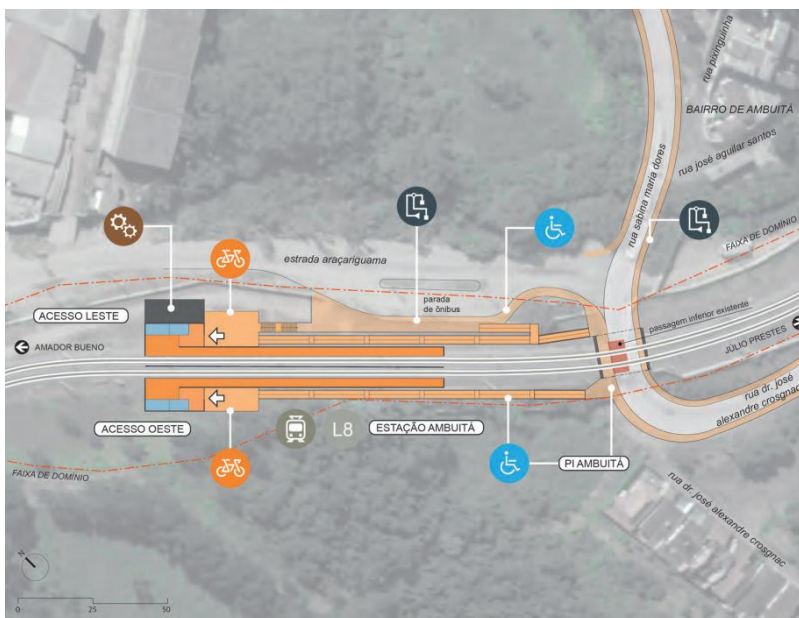 rua pixinguinha
BAIRRO DE AMBUITÁ
rua josé aguilar santos
rua sabina maria dores
FAIXA DE DOMÍNIO
estrada araçariguama
parada
de ônibus
passagem inferior existente
ACESSO LESTE
AMADOR BUENO
JÚLIO PRESTES
rua dr. josé
alexandre crosgnac
ACESSO OESTE
L8
ESTAÇÃO AMBUITÁ
PI AMBUITÁ
FAIXA DE DOMÍNIO
rua dr. josé alexandre crosgnac
N
0 25 50